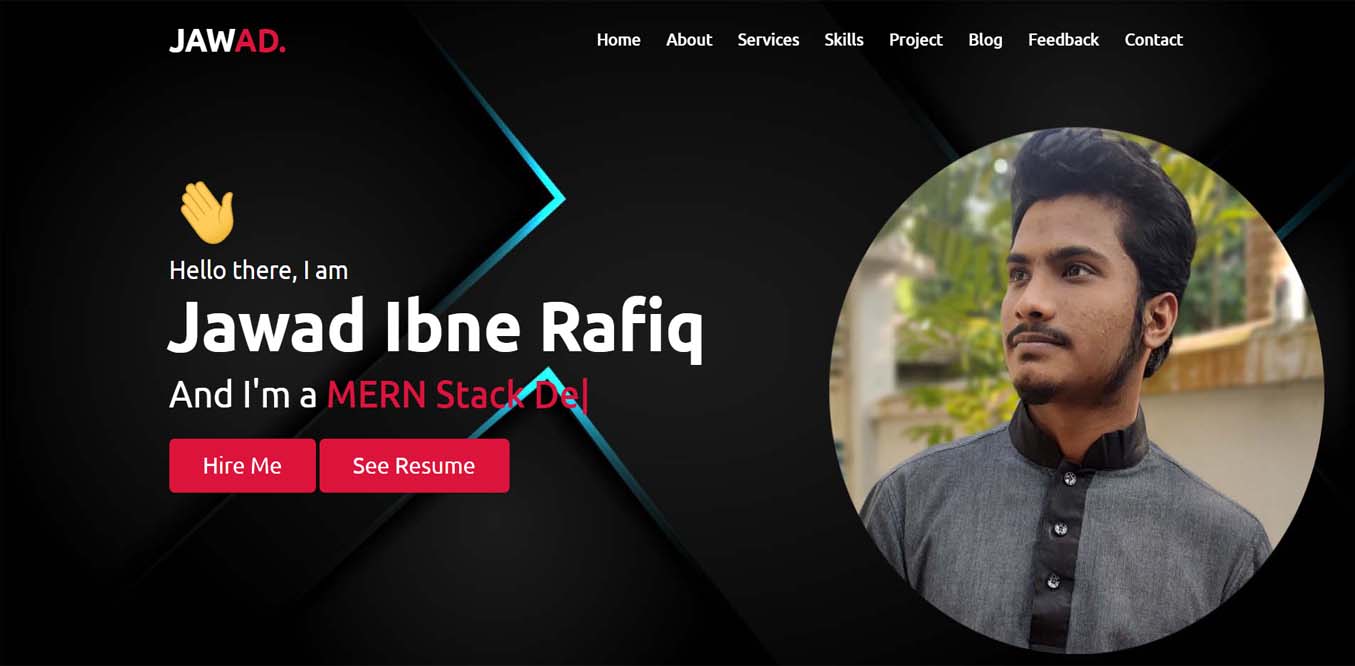 JAWAD.
Home About Services Skills Project Blog Feedback Contact
Hello there, I am
Jawad Ibne Rafiq
And I'm a MERN Stack De|
Hire Me See Resume